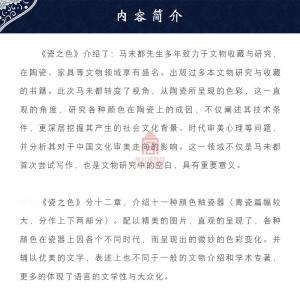 内容简介
《瓷之色》介绍了：马未都先生多年致力于文物收藏与研究，
在陶瓷、家具等文物领域享有盛名。出版过多本文物研究与收藏
的书籍。此次马未都转变了视角，从陶瓷所呈现的色彩，这一直
观的角度，研究各种颜色在陶瓷上的成因，不仅阐述其技术条
件，更深层挖掘其产生的社会文化背景、时代审美心理等问题，
并分析其对于中国文化审美走向的影响。这一领域不仅是马未都
首次尝试写作，也是文物研究中的空白，具有重要意义。
《瓷之色》分十二章，介绍十一种颜色釉瓷器（青瓷篇幅较
大，分作上下两部分）。配以精美的图片，直观的呈现了，各种
颜色在瓷器上因各个不同时代，而呈现出的微妙的色彩变化。并
辅以优美的文字，表述上也不同于一般的文物介绍和学术专著，
更多的体现了语言的文学性与大众化。